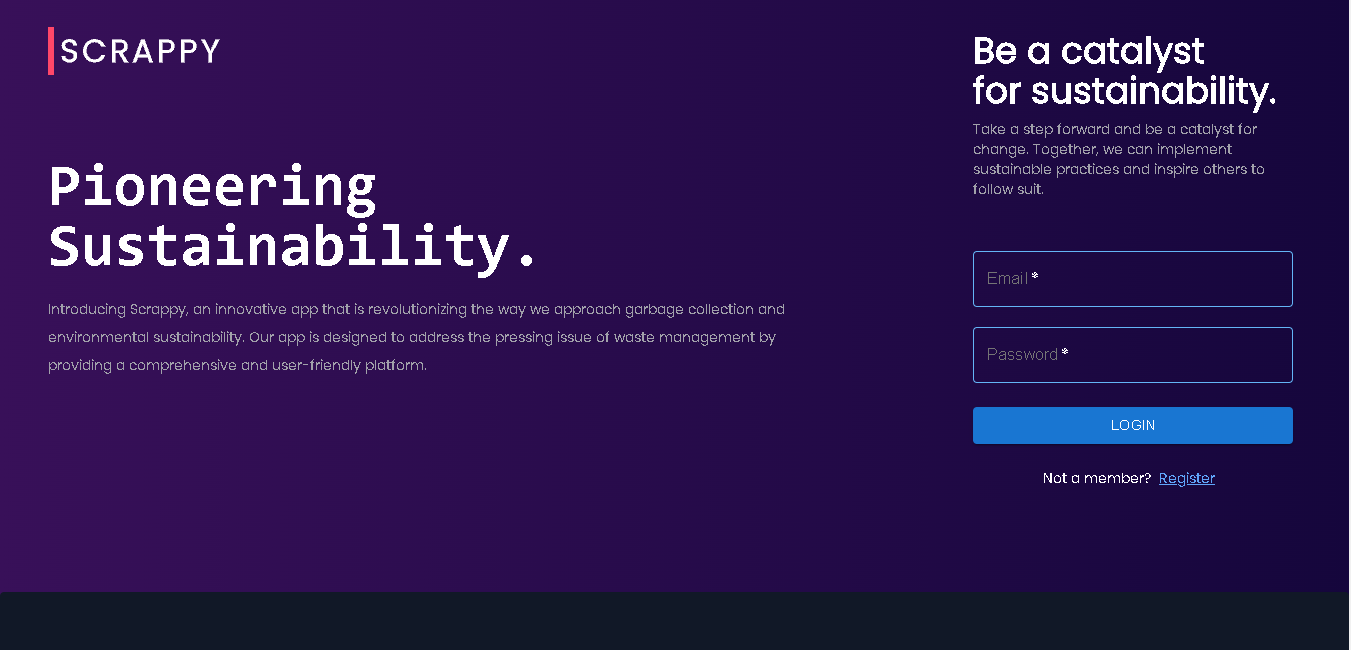 SCRAPPY
Pioneering
Sustainability.
Introducing Scrappy, an innovative app that is revolutionizing the way we approach garbage collection and
environmental sustainability. Our app is designed to address the pressing issue of waste management by
providing a comprehensive and user-friendly platform.
Be a catalyst
for sustainability.
Take a step forward and be a catalyst for
change. Together, we can implement
sustainable practices and inspire others to
follow suit.
Email *
Password *
LOGIN
Not a member? Register